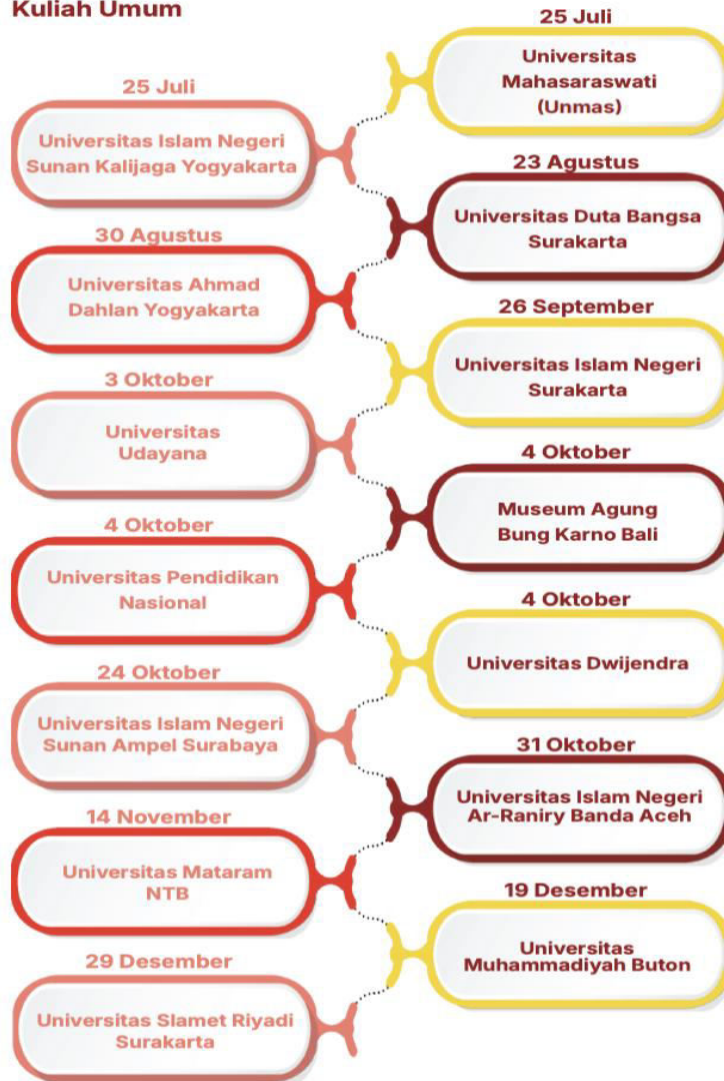 Kuliah Umum
25 Juli
Universitas
Mahasaraswati
(Unmas)
25 Juli
Universitas Islam Negeri
Sunan Kalijaga Yogyakarta
23 Agustus
Universitas Duta Bangsa
Surakarta
30 Agustus
Universitas Ahmad
Dahlan Yogyakarta
26 September
Universitas Islam Negeri
Surakarta
3 Oktober
Universitas
Udayana
4 Oktober
Museum Agung
Bung Karno Bali
4 Oktober
Universitas Pendidikan
Nasional
4 Oktober
Universitas Dwijendra
24 Oktober
Universitas Islam Negeri
Sunan Ampel Surabaya
31 Oktober
Universitas Islam Negeri
Ar-Raniry Banda Aceh
14 November
Universitas Mataram
NTB
19 Desember
Universitas
Muhammadiyah Buton
29 Desember
Universitas Slamet Riyadi
Surakarta